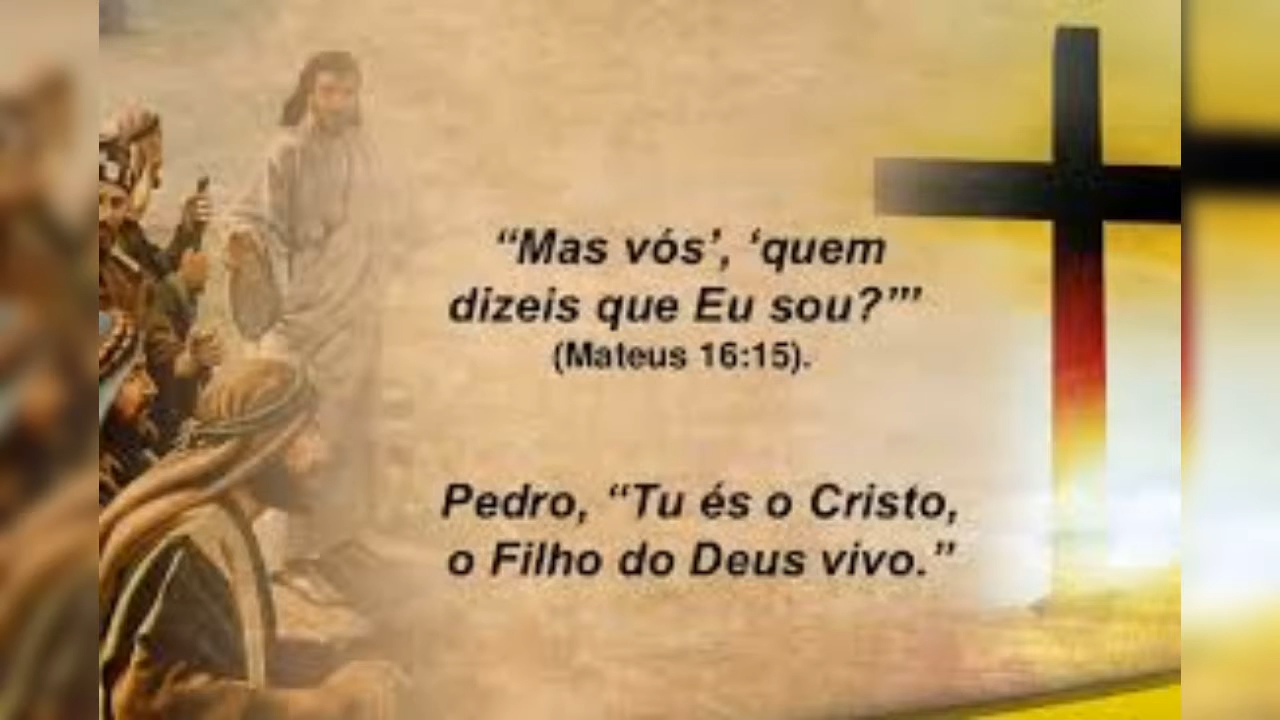 “Mas vós’, ‘quem
dizeis que Eu sou?”’
(Mateus 16:15).
Pedro, “Tu és o Cristo,
o Filho do Deus vivo.”